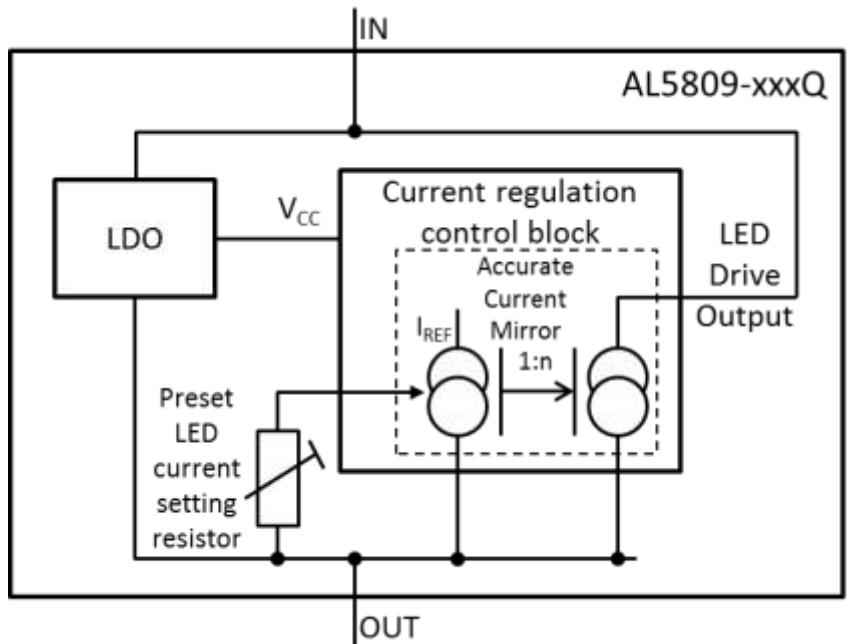 IN
AL5809-xxxQ
LDO
VCC
Current regulation
control block
Accurate
Current
Mirror
1:n
IREF
LED
Drive
Output
Preset
LED
current
setting
resistor
OUT